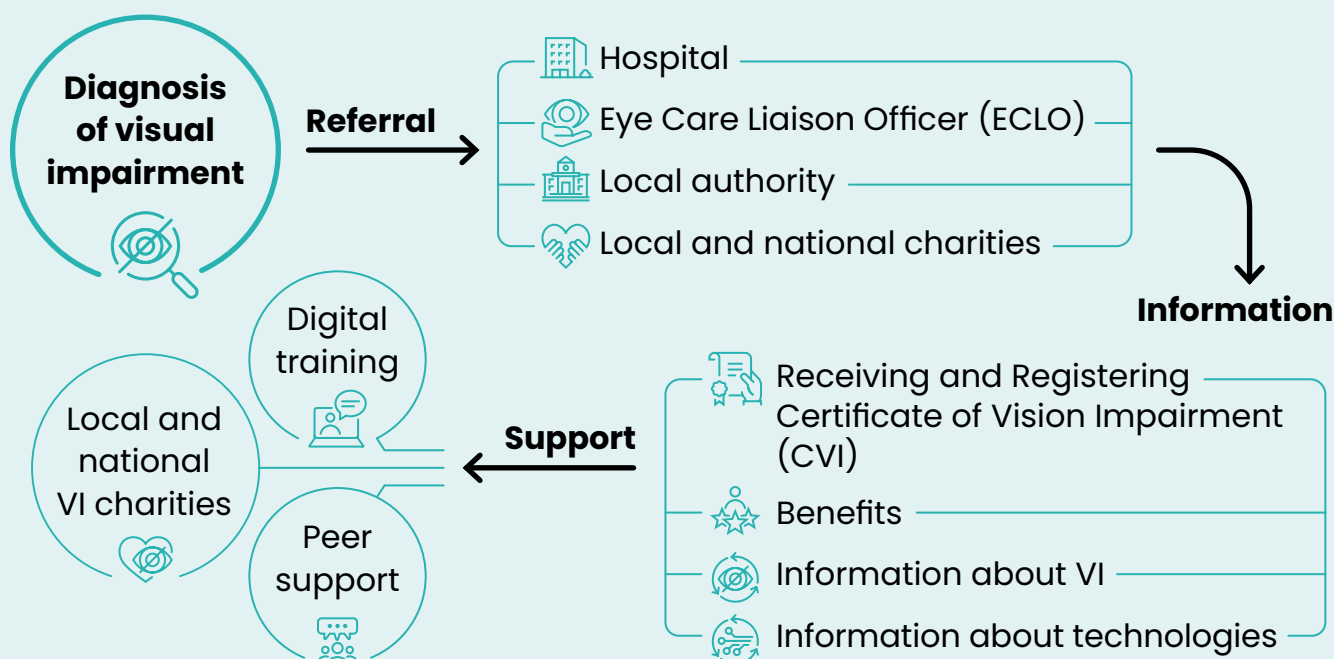 Diagnosis
of visual
impairment
Referral
Hospital
Eye Care Liaison Officer (ECLO)
Local authority
Local and national charities
Information
Receiving and Registering
Certificate of Vision Impairment
(CVI)
Benefits
Information about VI
Information about technologies
Support
Digital
training
Local and
national
VI charities
Peer
support